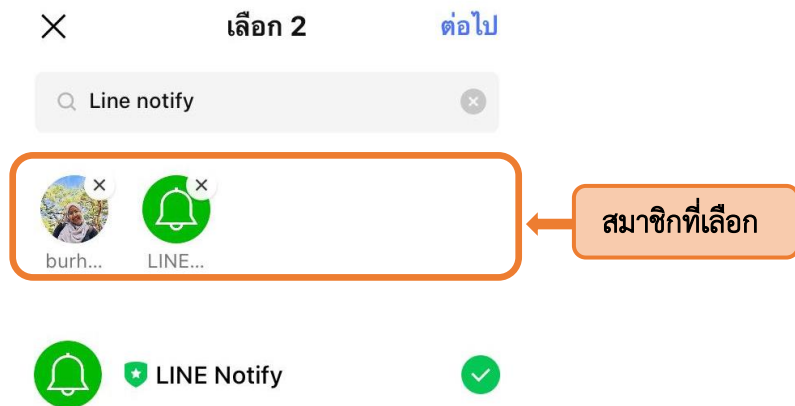 เลือก 2 ต่อไป
Line notify
burh... LINE...
สมาชิกที่เลือก
LINE Notify